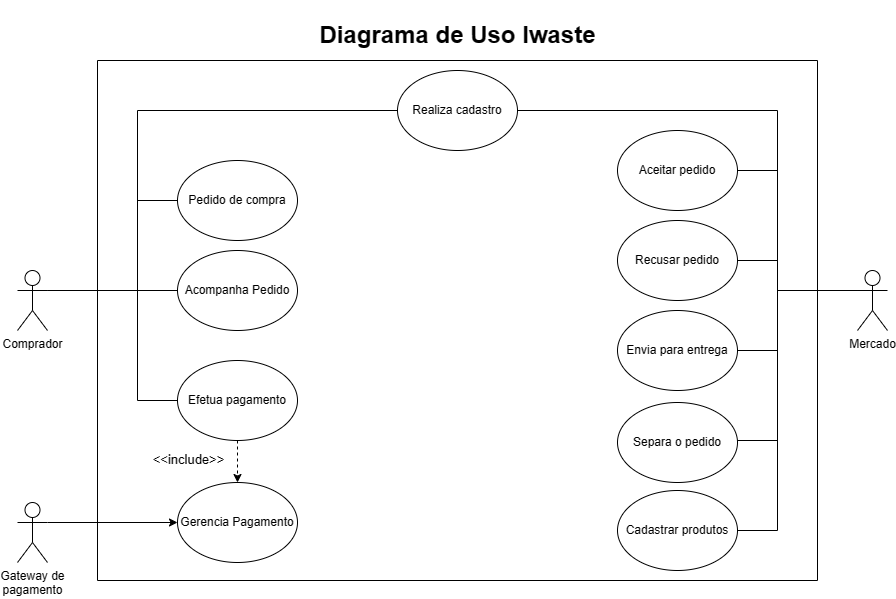 Diagrama de Uso Iwaste
Realiza cadastro
Pedido de compra
Acompanha Pedido
Efetua pagamento
<<include>>
Gerencia Pagamento
Aceitar pedido
Recusar pedido
Envia para entrega
Separa o pedido
Cadastrar produtos
Comprador
Gateway de
pagamento
Mercado